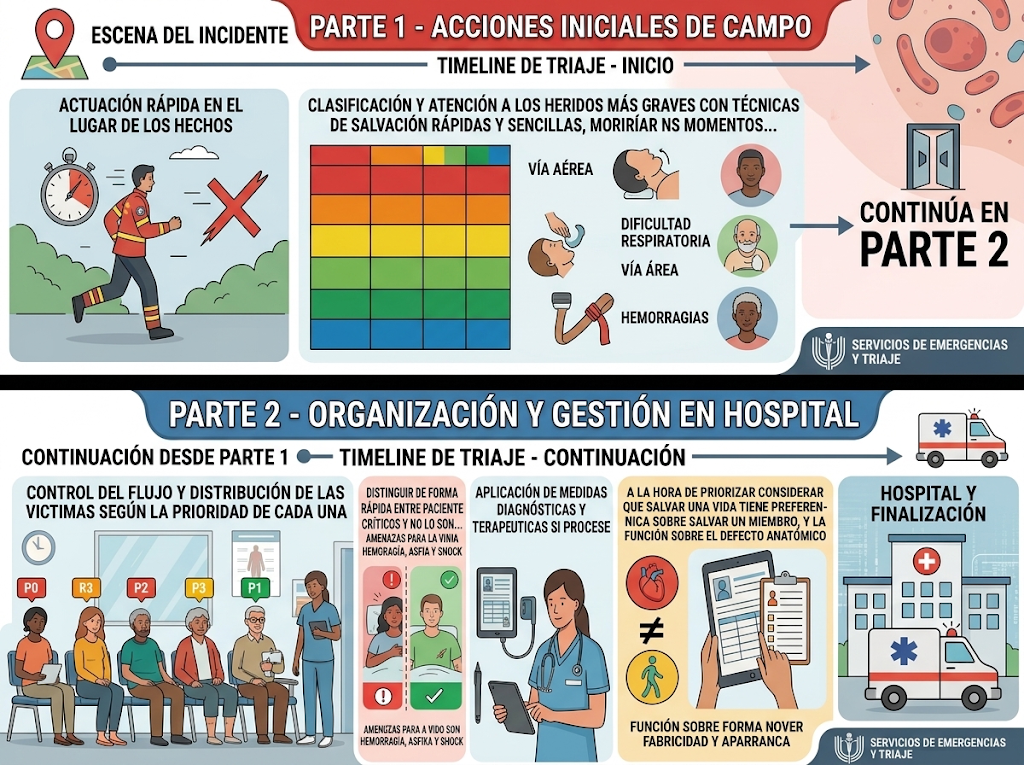 ESCENA DEL INCIDENTE
PARTE 1 - ACCIONES INICIALES DE CAMPO
TIMELINE DE TRIAJE - INICIO
ACTUACIÓN RÁPIDA EN EL
LUGAR DE LOS HECHOS
CLASIFICACIÓN Y ATENCIÓN A LOS HERIDOS MÁS GRAVES CON TÉCNICAS
DE SALVACIÓN RÁPIDAS Y SENCILLAS, MORIRÍAR NS MOMENTOS...
VÍA AÉREA
DIFICULTAD
RESPIRATORIA
VÍA ÁREA
HEMORRAGIAS
CONTINÚA EN
PARTE 2
SERVICIOS DE EMERGENCIAS
Y TRIAJE
PARTE 2 - ORGANIZACIÓN Y GESTIÓN EN HOSPITAL
CONTINUACIÓN DESDE PARTE 1
TIMELINE DE TRIAJE - CONTINUACIÓN
CONTROL DEL FLUJO Y DISTRIBUCIÓN DE LAS
VICTIMAS SEGÚN LA PRIORIDAD DE CADA UNA
P0
R3
P2
P3
P1
DISTINGUIR DE FORMA
RÁPIDA ENTRE PACIENTE
CRÍTICOS Y NO LO SON...
AMENAZAS PARA LA VINIA
HEMORAGÍA, ASFIA Y SNOCK
AMENIZAS PARA A VIDO SON
HEMORRAGÍA, ASFIKA Y SHOCK
APLICACIÓN DE MEDIDAS
DIAGNÓSTICAS Y
TERAPEUTICAS SI PROCESE
A LA HORA DE PRIORIZAR CONSIDERAR
QUE SALVAR UNA VIDA TIENE PREFEREN-
NICA SOBRE SALVAR UN MIEMBRO, Y LA
FUNCIÓN SOBRE EL DEFECTO ANATÓMICO
≠
FUNCIÓN SOBRE FORMA NOVER
FABRICIDAD Y APARRANCA
HOSPITAL Y
FINALIZACIÓN
SERVICIOS DE EMERGENCIAS
Y TRIAJE